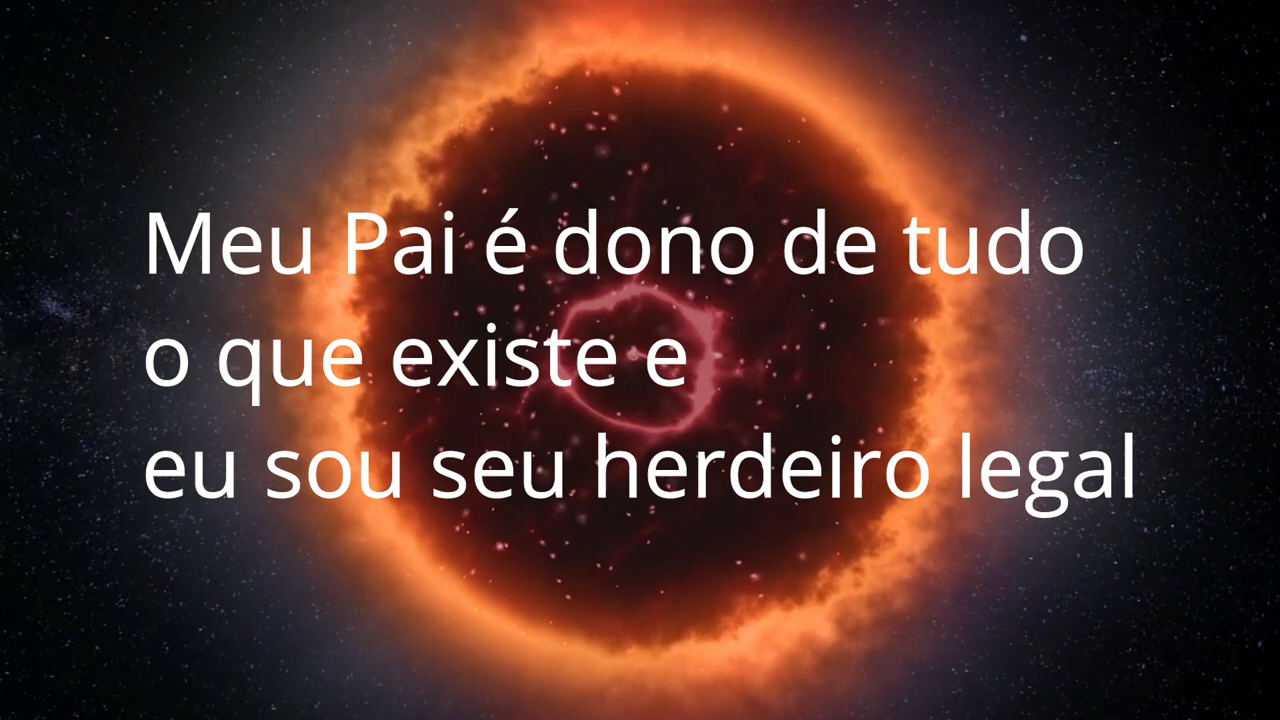 Meu Pai é dono de tudo
o que existe e
eu sou seu herdeiro legal